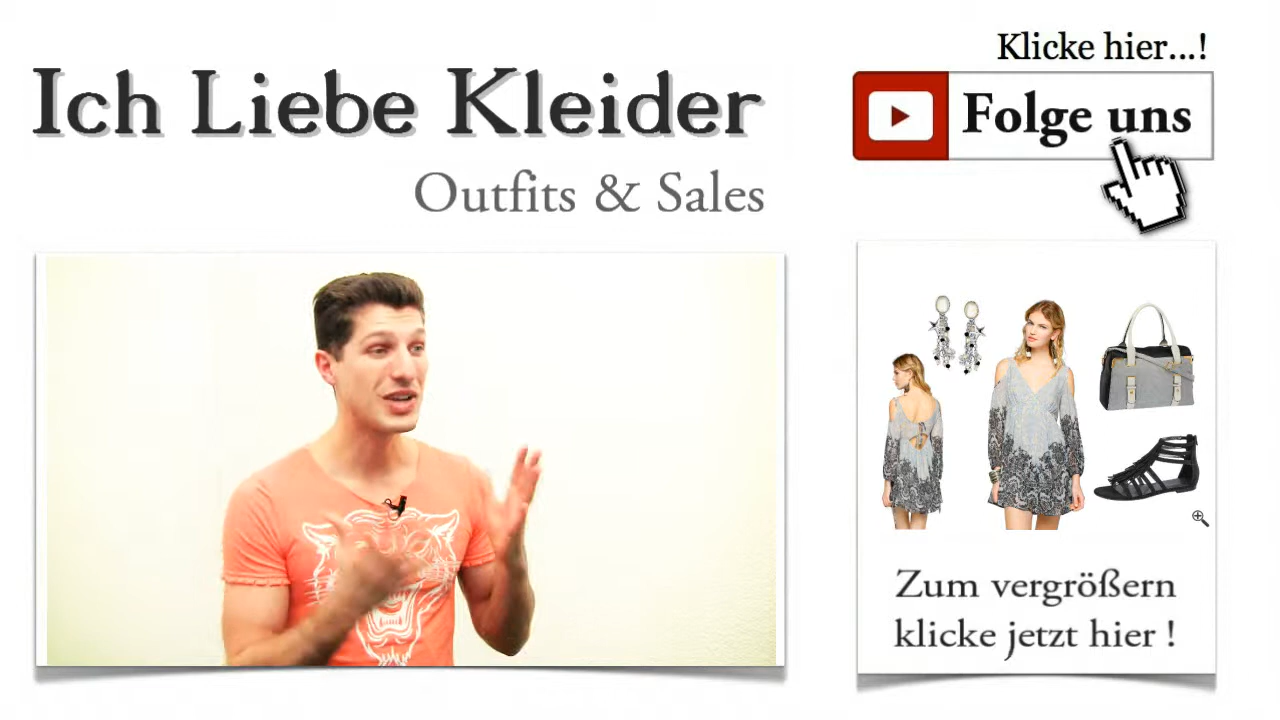 Ich Liebe Kleider
Outfits & Sales
Klicke hier...!
Folge uns
Zum vergrößern
klicke jetzt hier !